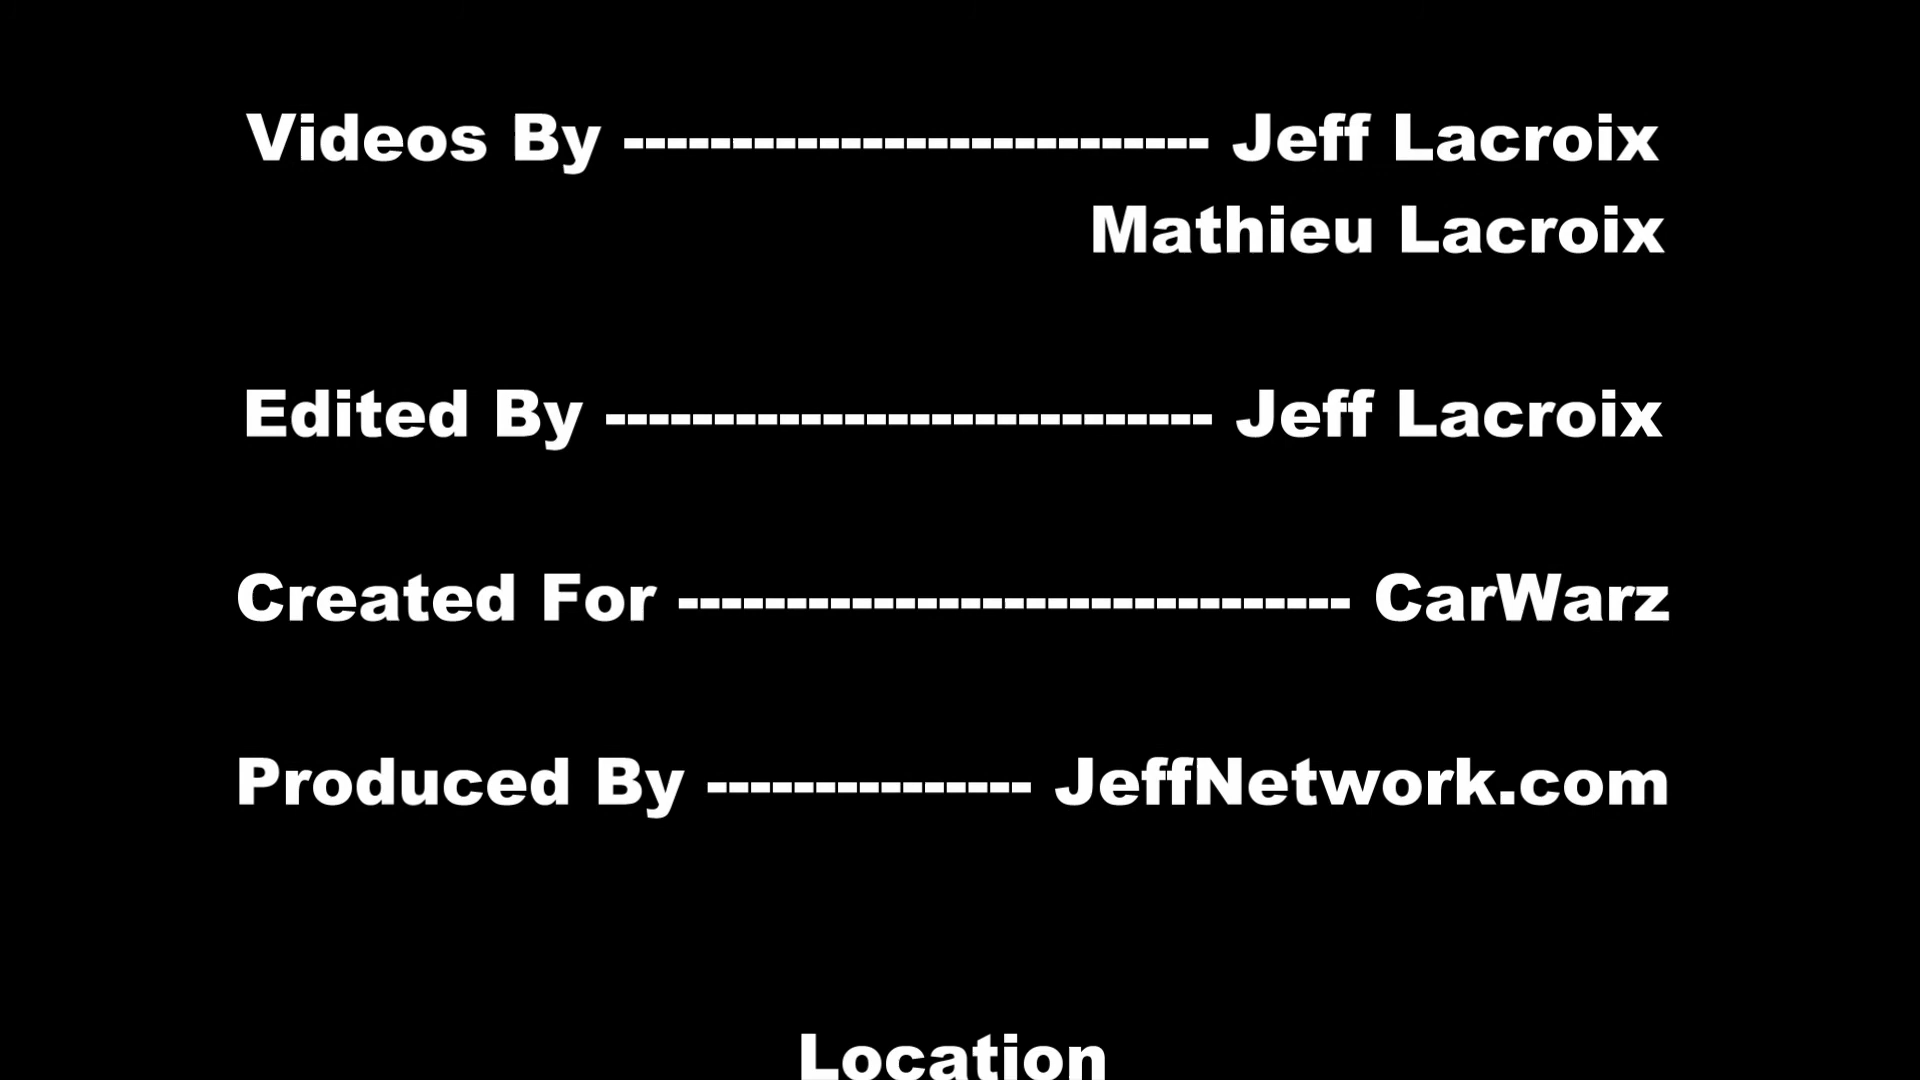 Videos By --------------------------- Jeff Lacroix
Mathieu Lacroix
Edited By ---------------------------- Jeff Lacroix
Created For ------------------------------- CarWarz
Produced By --------------- JeffNetwork.com
Location